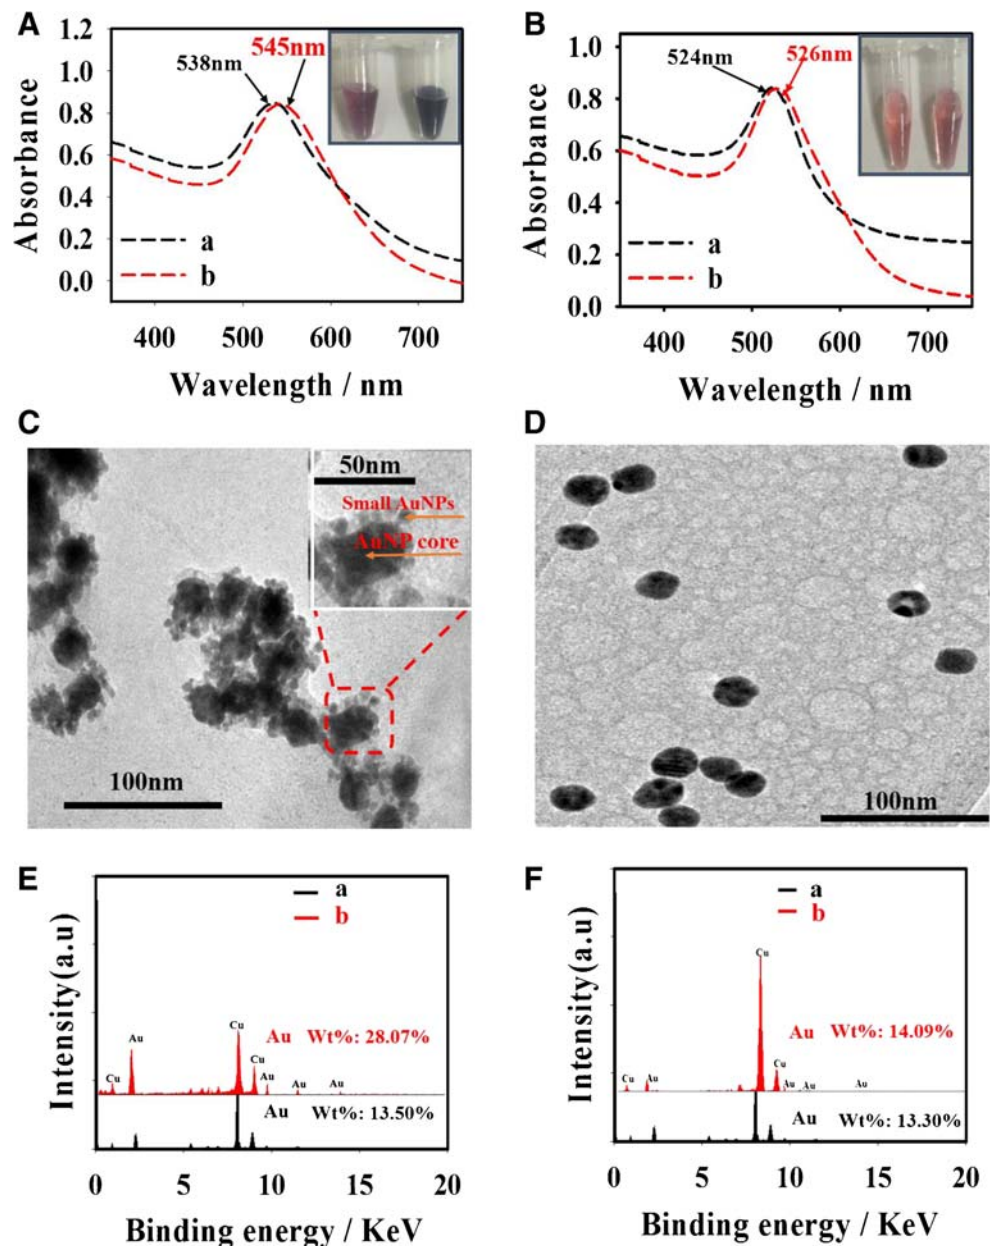 A
1.2
1.0
0.8
0.6
0.4
0.2
0.0
Absorbance
538nm
545nm
a
b
400 500 600 700
Wavelength / nm
B
1.0
0.8
0.6
0.4
0.2
0.0
Absorbance
524nm
526nm
a
b
400 500 600 700
Wavelength / nm
C
50nm
Small AuNPs
AuNP core
100nm
D
100nm
E
Intensity(a.u)
a
b
Cu
Au
Cu
Cu
Au
Au
Au
Au Wt%: 28.07%
Au Wt%: 13.50%
0 5 10 15 20
Binding energy / KeV
F
Intensity(a.u)
a
b
Cu
Au
Cu
Cu
Au
Au
Au
Au Wt%: 14.09%
Au Wt%: 13.30%
0 5 10 15 20
Binding energy / KeV